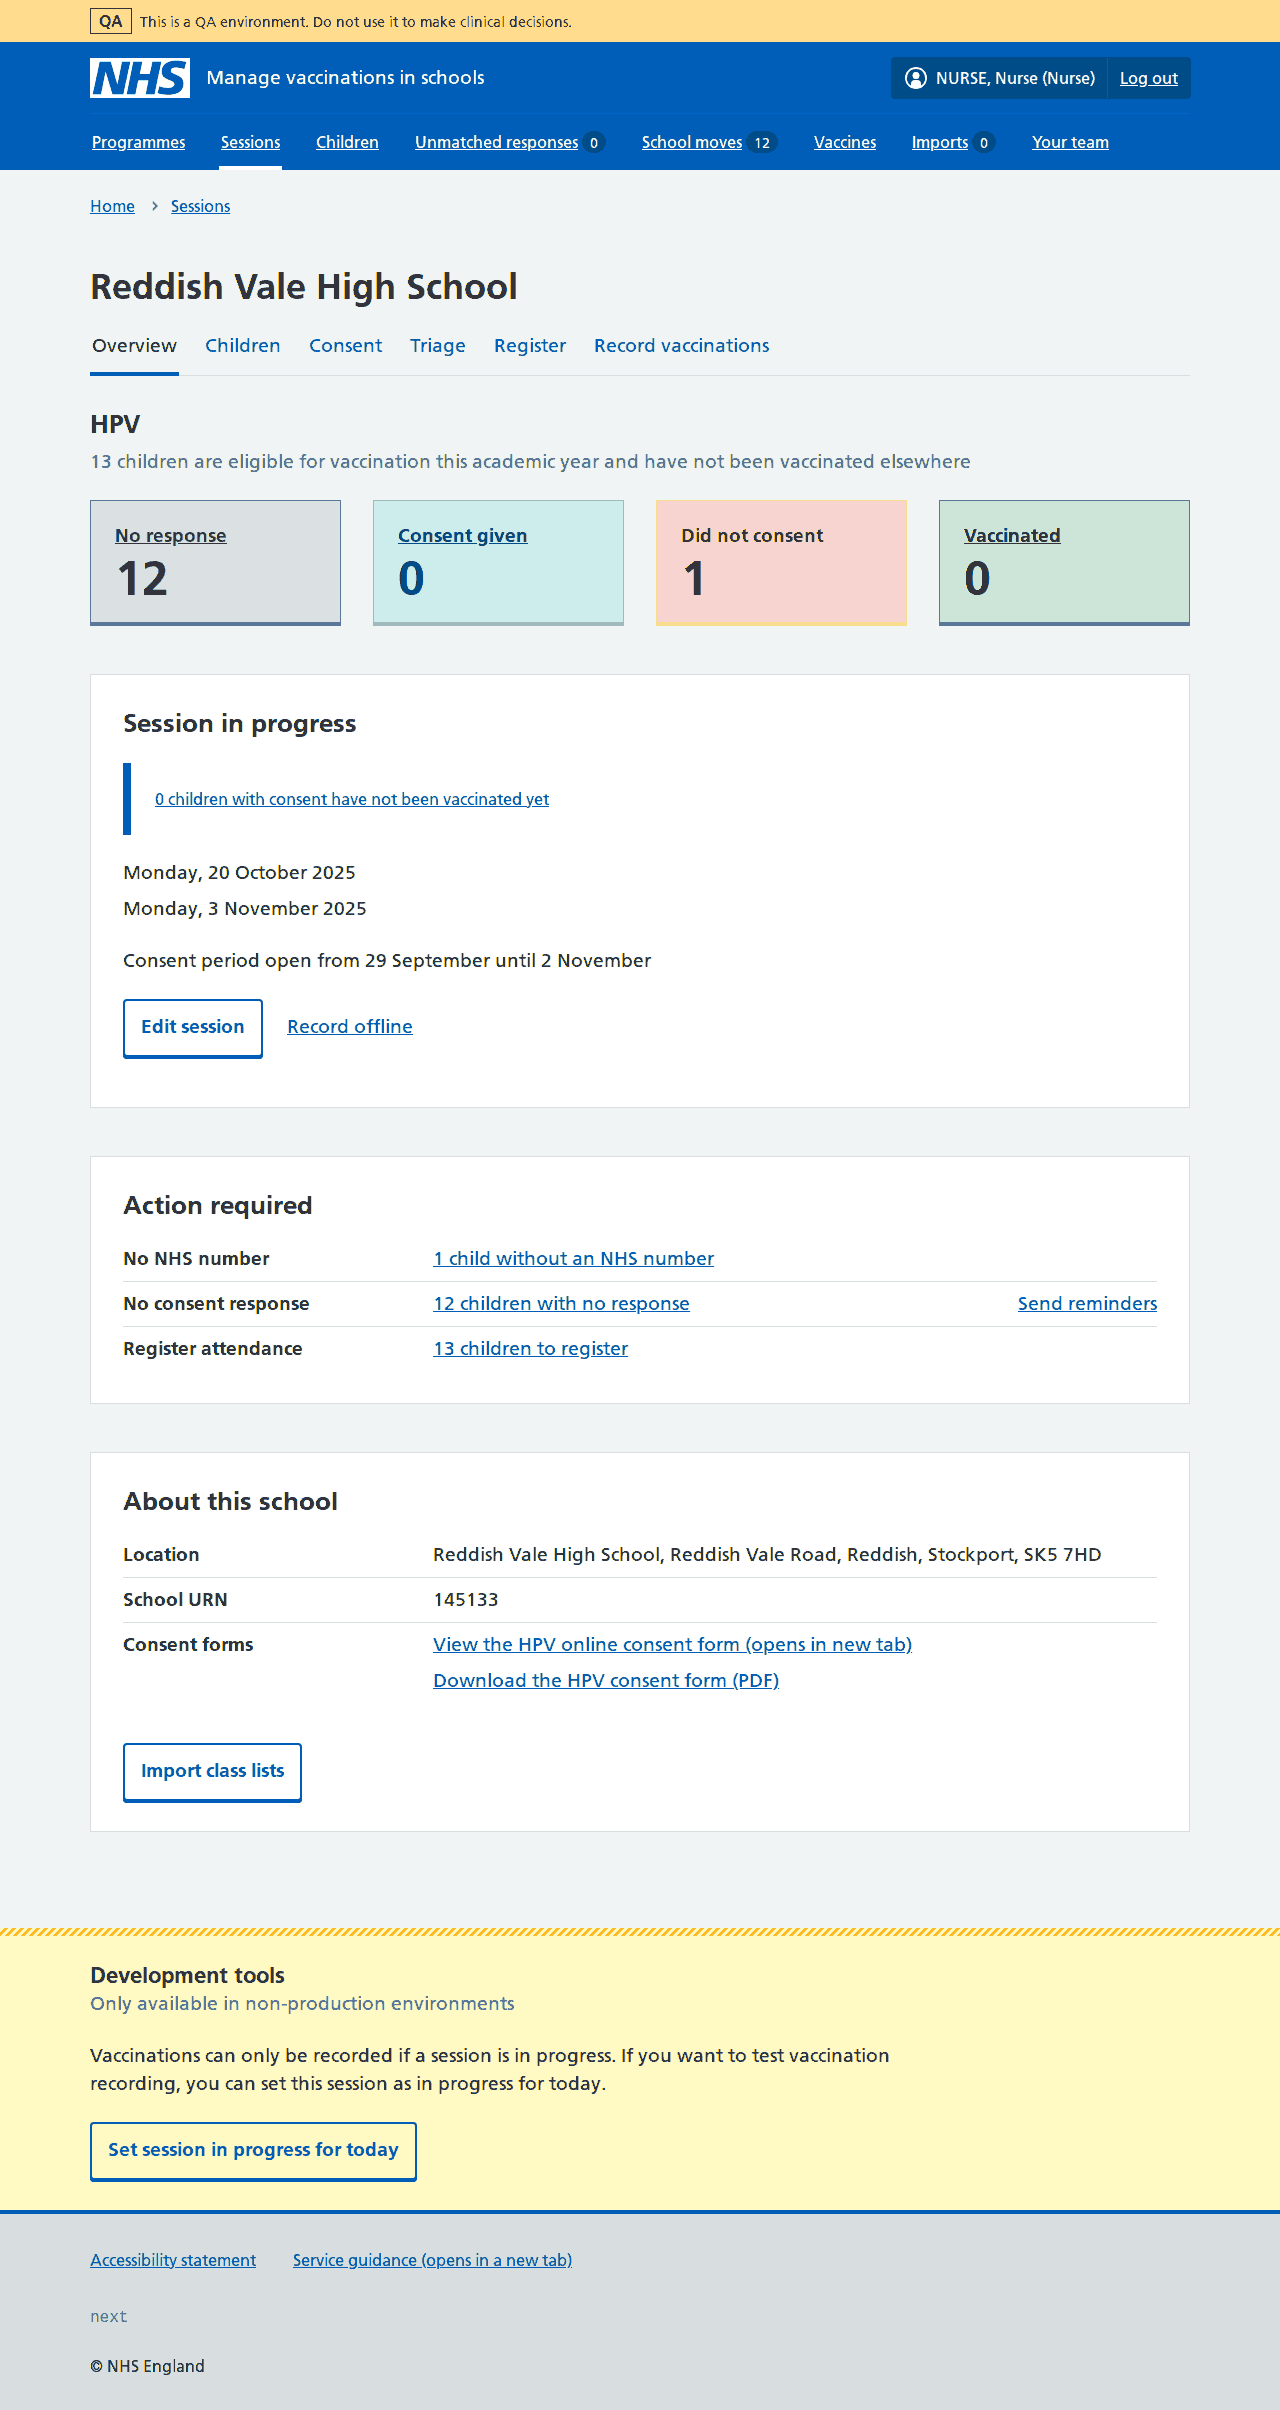 QA This is a QA environment. Do not use it to make clinical decisions.
NHS Manage vaccinations in schools NURSE, Nurse (Nurse) Log out
Programmes Sessions Children Unmatched responses 0 School moves 12 Vaccines Imports 0 Your team
Home Sessions
Reddish Vale High School
Overview Children Consent Triage Register Record vaccinations
HPV
13 children are eligible for vaccination this academic year and have not been vaccinated elsewhere
No response Consent given Did not consent Vaccinated
12 0 1 0
Session in progress
0 children with consent have not been vaccinated yet
Monday, 20 October 2025
Monday, 3 November 2025
Consent period open from 29 September until 2 November
Edit session Record offline
Action required
No NHS number 1 child without an NHS number
No consent response 12 children with no response Send reminders
Register attendance 13 children to register
About this school
Location Reddish Vale High School, Reddish Vale Road, Reddish, Stockport, SK5 7HD
School URN 145133
Consent forms View the HPV online consent form (opens in new tab)
Download the HPV consent form (PDF)
Import class lists
Development tools
Only available in non-production environments
Vaccinations can only be recorded if a session is in progress. If you want to test vaccination
recording, you can set this session as in progress for today.
Set session in progress for today
Accessibility statement Service guidance (opens in a new tab)
next
© NHS England